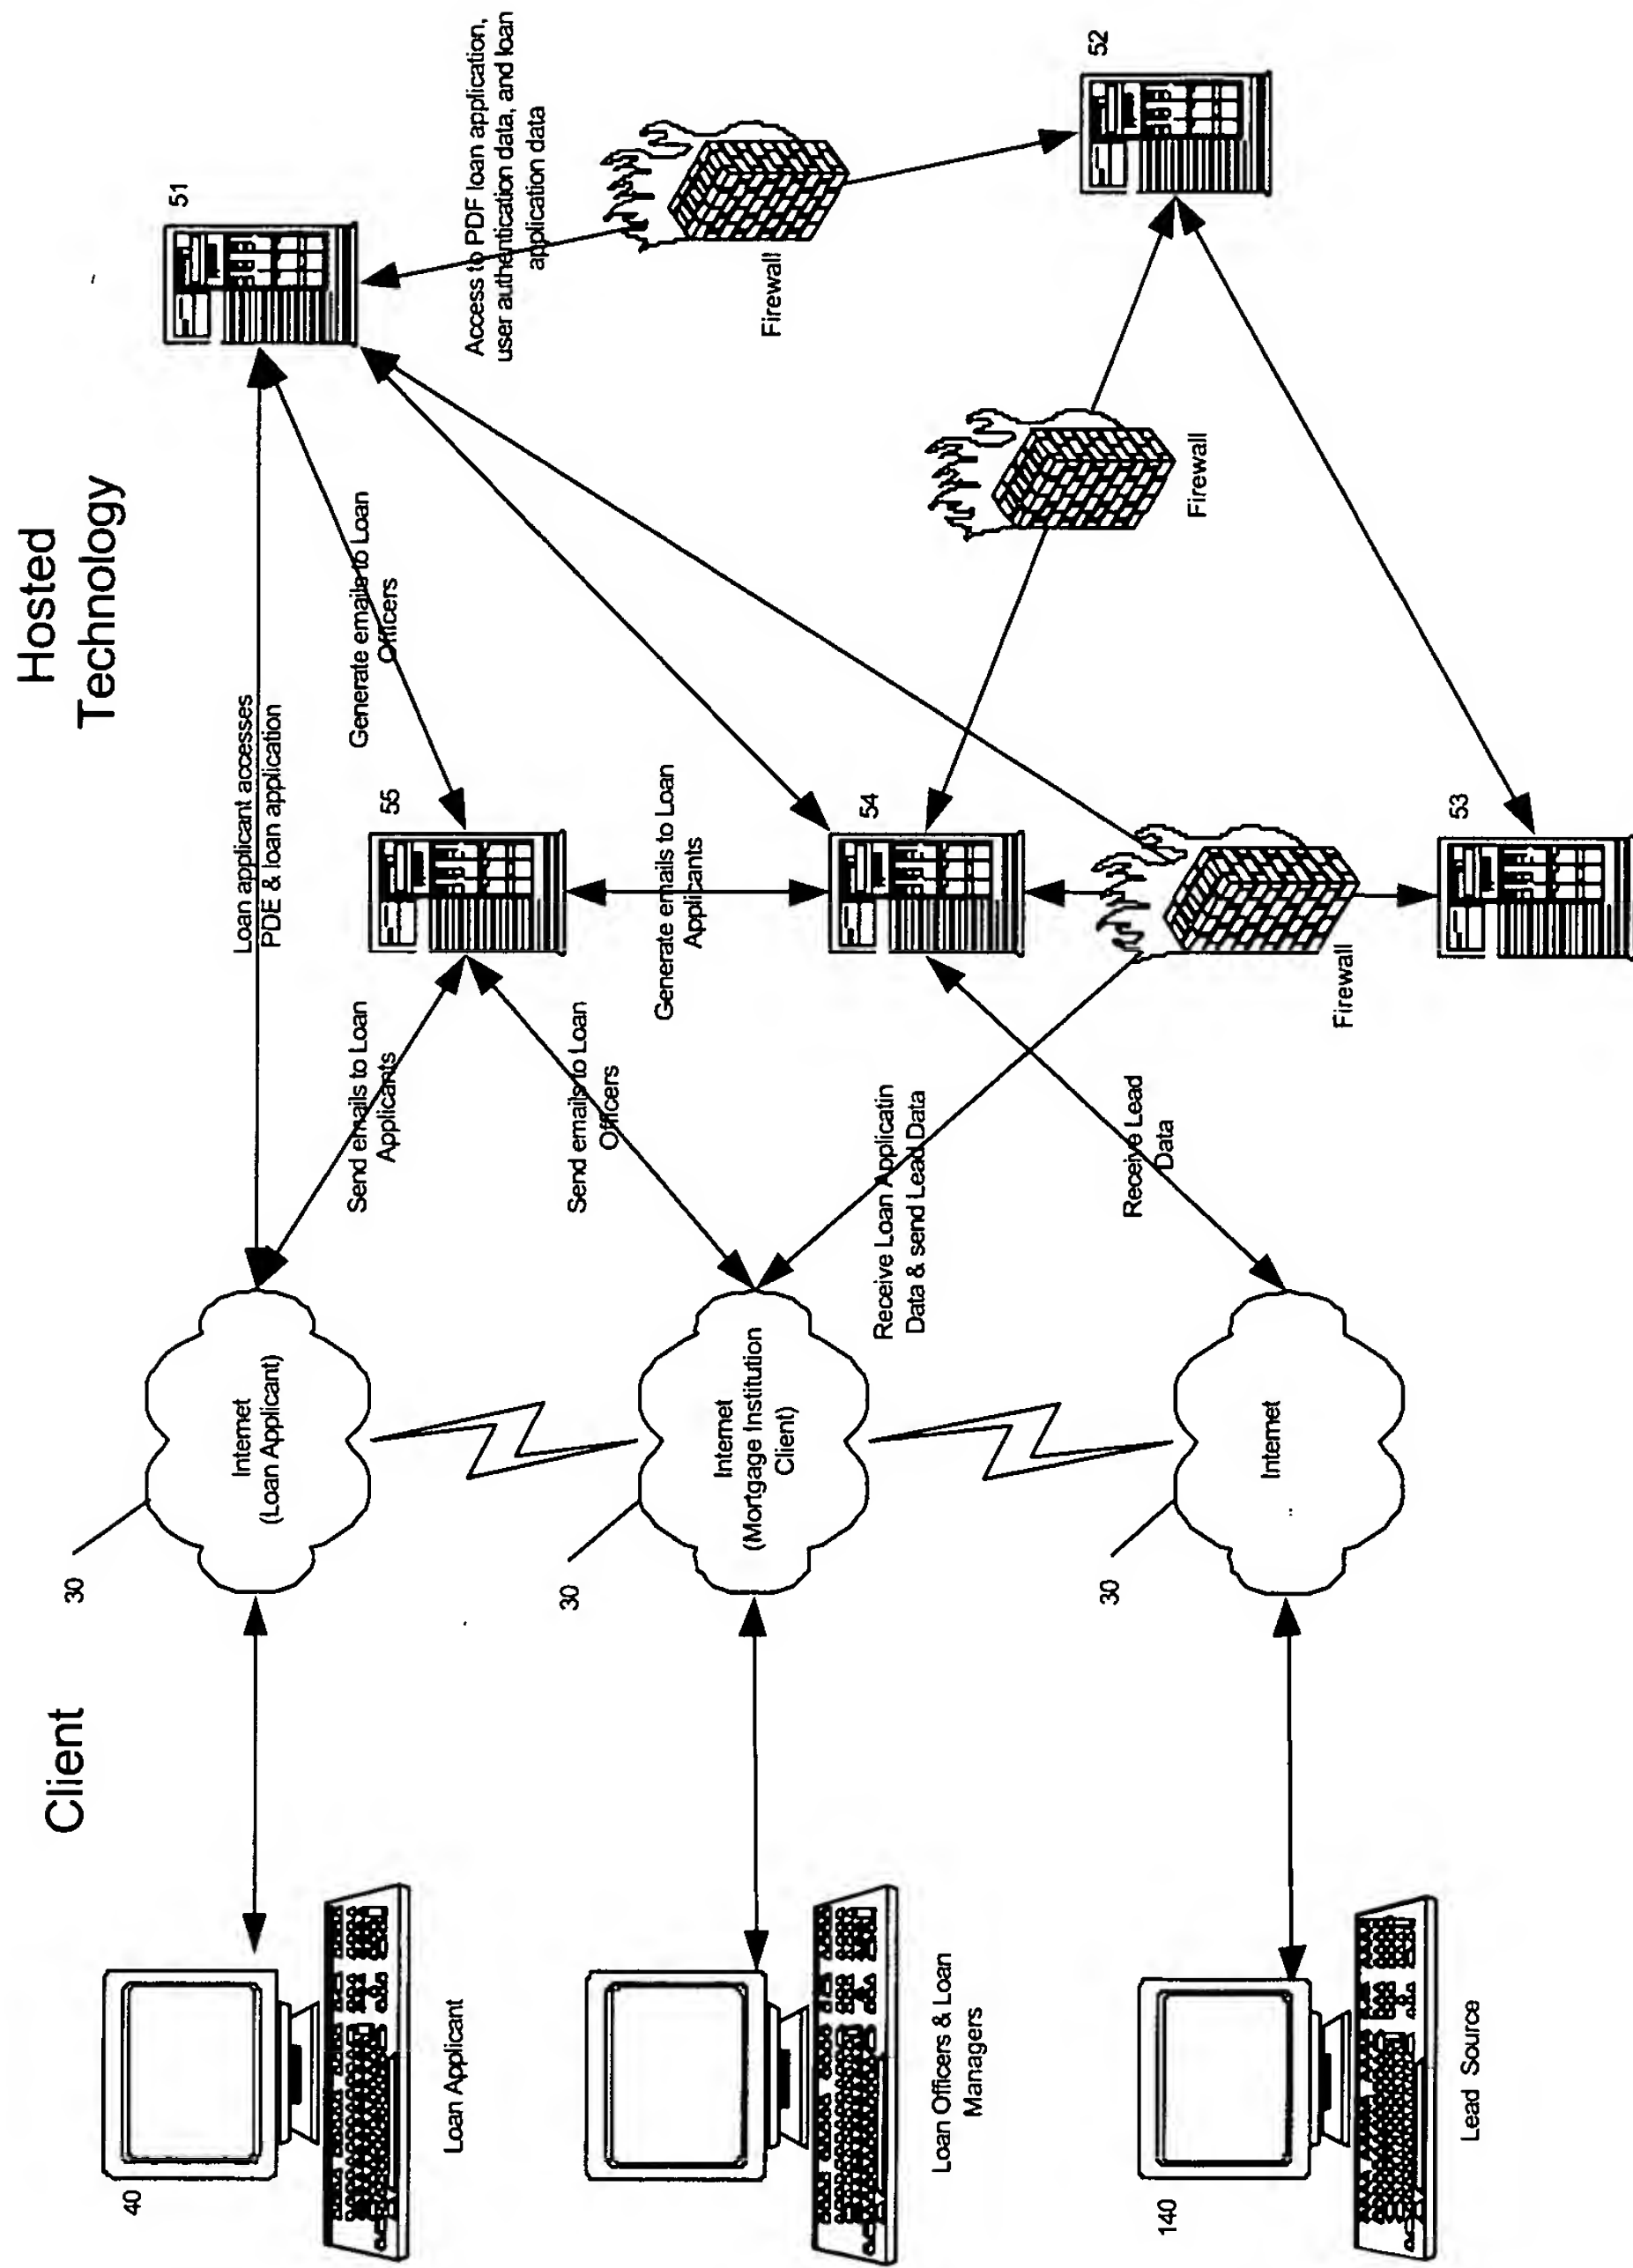 Client
Hosted
Technology
40
Loan Applicant
30
Internet
(Loan Applicant)
Loan applicant accesses
PDE & loan application
51
Send emails to Loan
Applicants
55
Generate emails to Loan
Officers
Access to PDF loan application,
user authentication data, and loan
application data
Firewall
52
Loan Officers & Loan
Managers
30
Internet
(Mortgage Institution
Client)
Send emails to Loan
Officers
Generate emails to Loan
Applicants
54
Firewall
Receive Loan Applicatin
Data & send Lead Data
Receive Lead
Data
Firewall
53
140
Lead Source
30
Internet